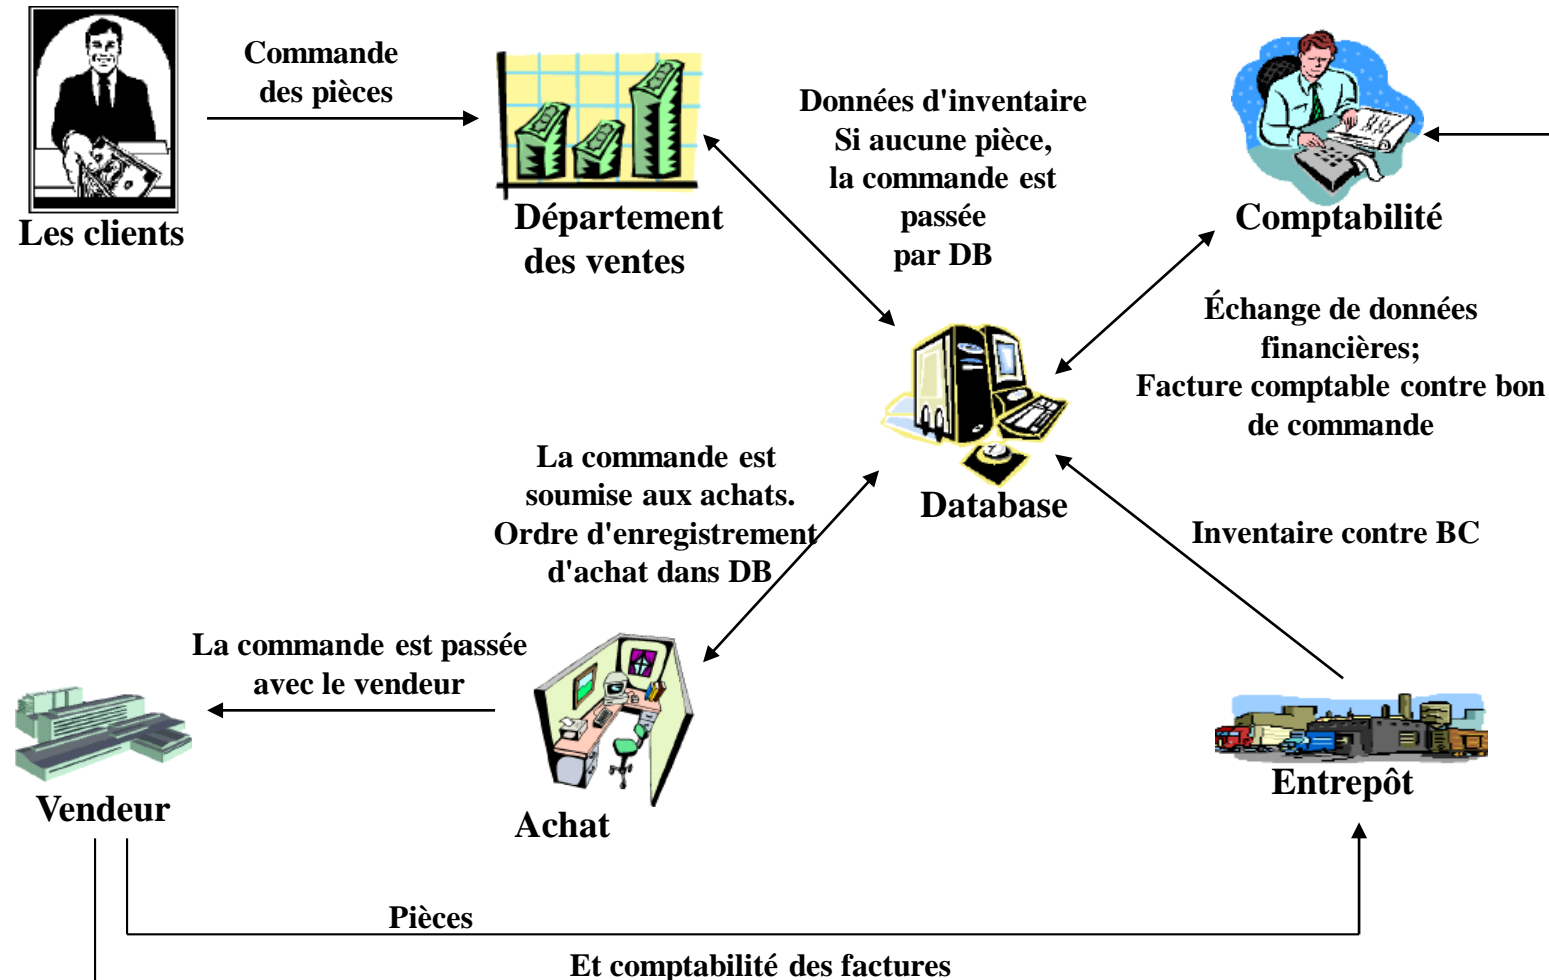 Commande
des pièces
Les clients
Département
des ventes
Données d'inventaire
Si aucune pièce,
la commande est
passée
par DB
Comptabilité
Échange de données
financières;
Facture comptable contre bon
de commande
Database
La commande est
soumise aux achats.
Ordre d'enregistrement
d'achat dans DB
Inventaire contre BC
La commande est passée
avec le vendeur
Vendeur
Achat
Entrepôt
Pièces
Et comptabilité des factures